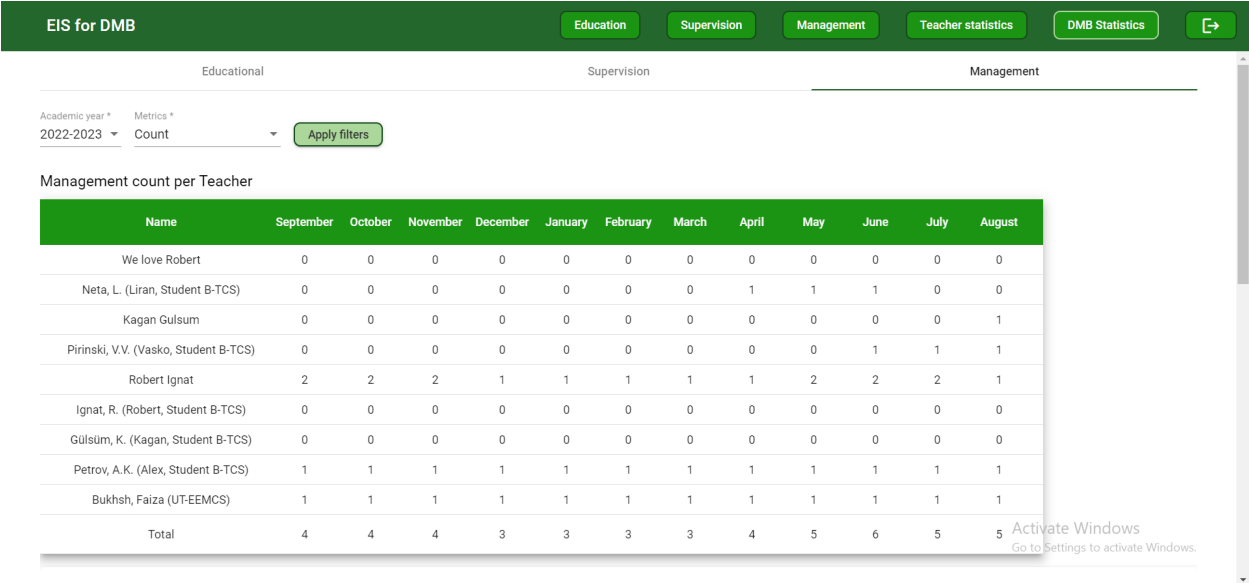 EIS for DMB Education Supervision Management Teacher statistics DMB Statistics
Educational Supervision Management
Academic year * Metrics *
2022-2023 Count Apply filters
Management count per Teacher
Name September October November December January February March April May June July August
We love Robert 0 0 0 0 0 0 0 0 0 0 0 0
Neta, L. (Liran, Student B-TCS) 0 0 0 0 0 0 0 1 1 1 0 0
Kagan Gulsum 0 0 0 0 0 0 0 0 0 0 0 1
Pirinski, V.V. (Vasko, Student B-TCS) 0 0 0 0 0 0 0 0 0 1 1 1
Robert Ignat 2 2 2 1 1 1 1 1 2 2 2 1
Ignat, R. (Robert, Student B-TCS) 0 0 0 0 0 0 0 0 0 0 0 0
Gülsüm, K. (Kagan, Student B-TCS) 0 0 0 0 0 0 0 0 0 0 0 0
Petrov, A.K. (Alex, Student B-TCS) 1 1 1 1 1 1 1 1 1 1 1 1
Bukhsh, Faiza (UT-EEMCS) 1 1 1 1 1 1 1 1 1 1 1 1
Total 4 4 4 3 3 3 3 4 5 6 5 5
Activate Windows
Go to Settings to activate Windows.